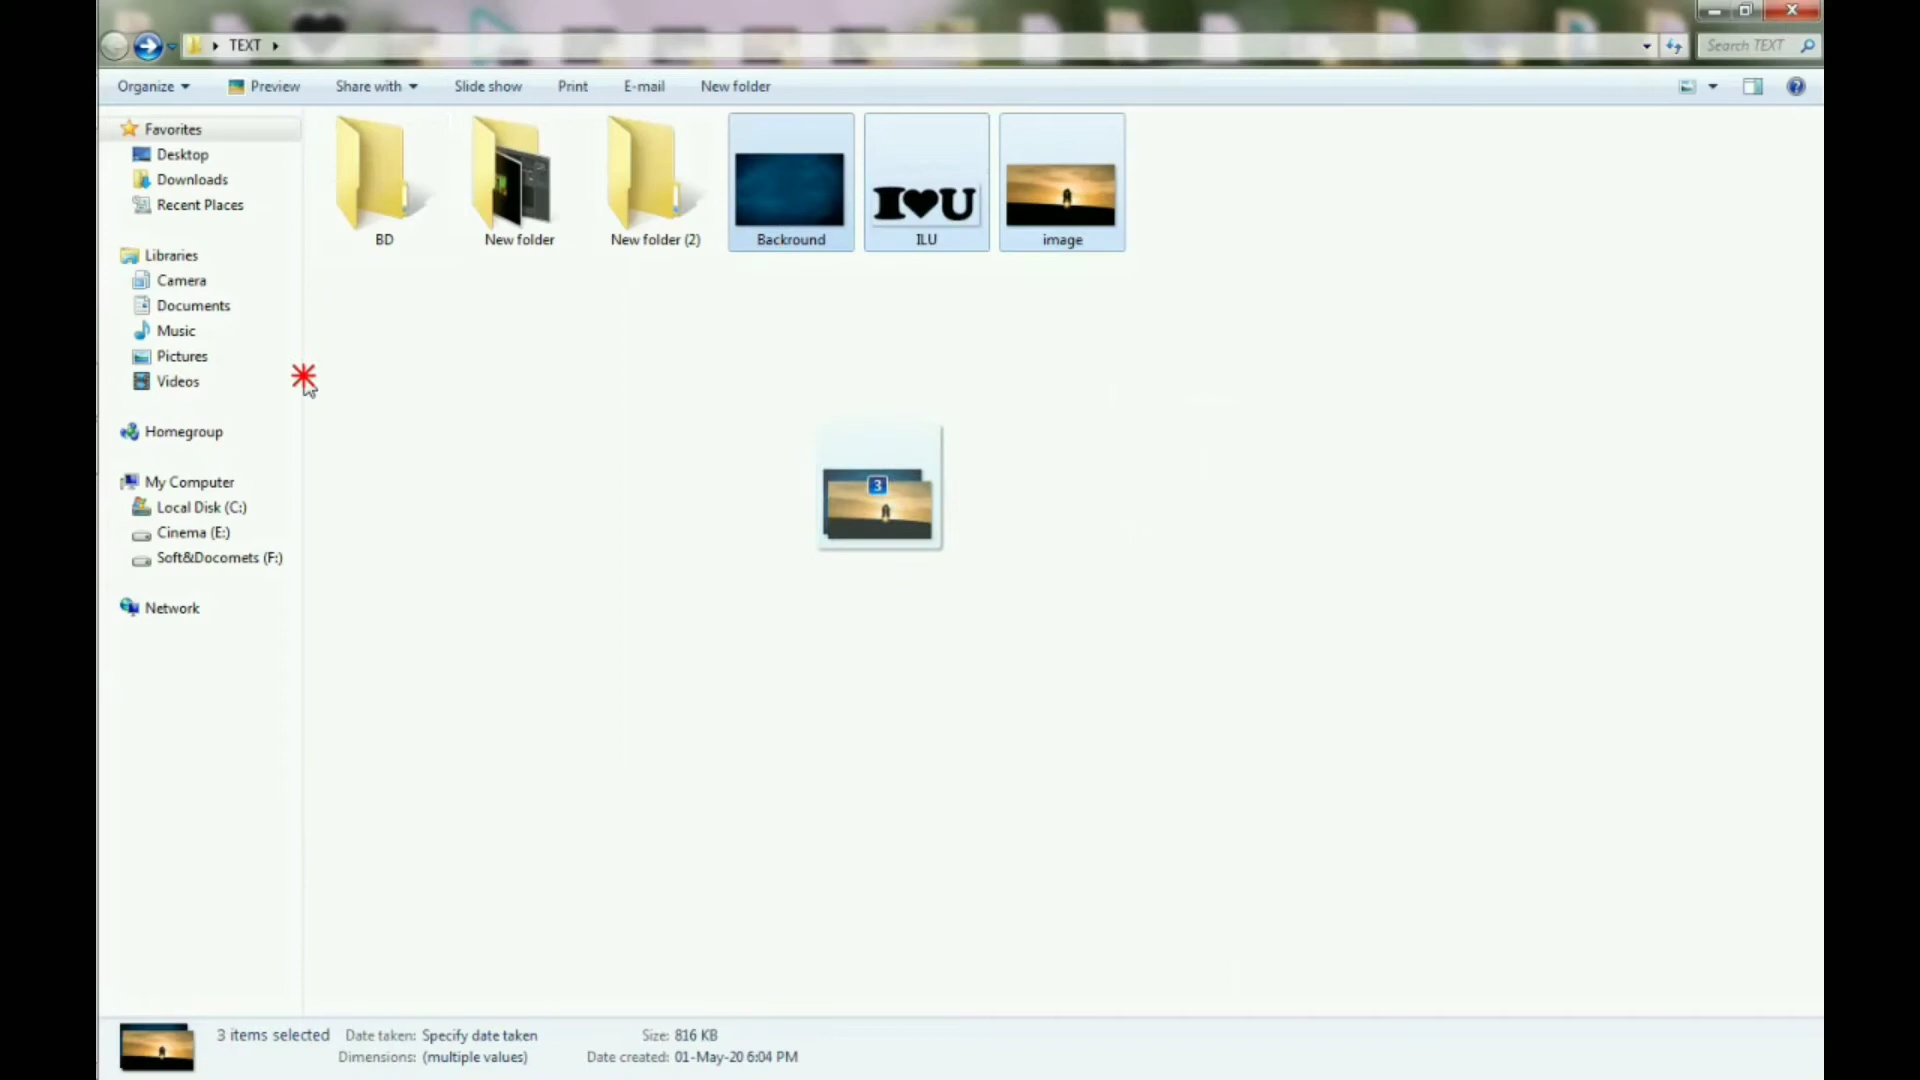 TEXT
Search TEXT
Organize
Preview
Share with
Slide show
Print
E-mail
New folder
Favorites
Desktop
Downloads
Recent Places
Libraries
Camera
Documents
Music
Pictures
Videos
Homegroup
My Computer
Local Disk (C:)
Cinema (E:)
Soft&Docomets (F:)
Network
I♥U
BD
New folder
New folder (2)
Backround
ILU
image
3
3 items selected
Date taken: Specify date taken
Size: 816 KB
Dimensions: (multiple values)
Date created: 01-May-20 6:04 PM